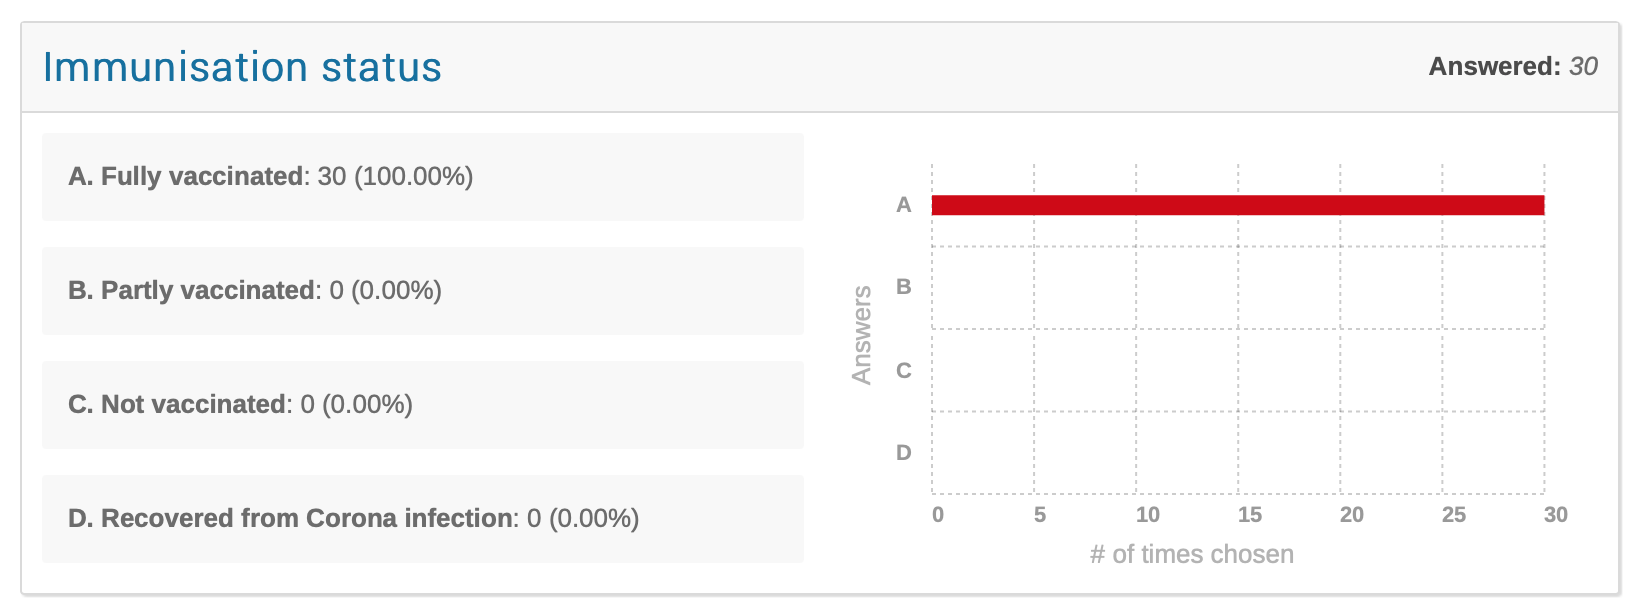 Immunisation status
Answered: 30
A. Fully vaccinated: 30 (100.00%)
B. Partly vaccinated: 0 (0.00%)
C. Not vaccinated: 0 (0.00%)
D. Recovered from Corona infection: 0 (0.00%)
Answers
A
B
C
D
0 5 10 15 20 25 30
# of times chosen